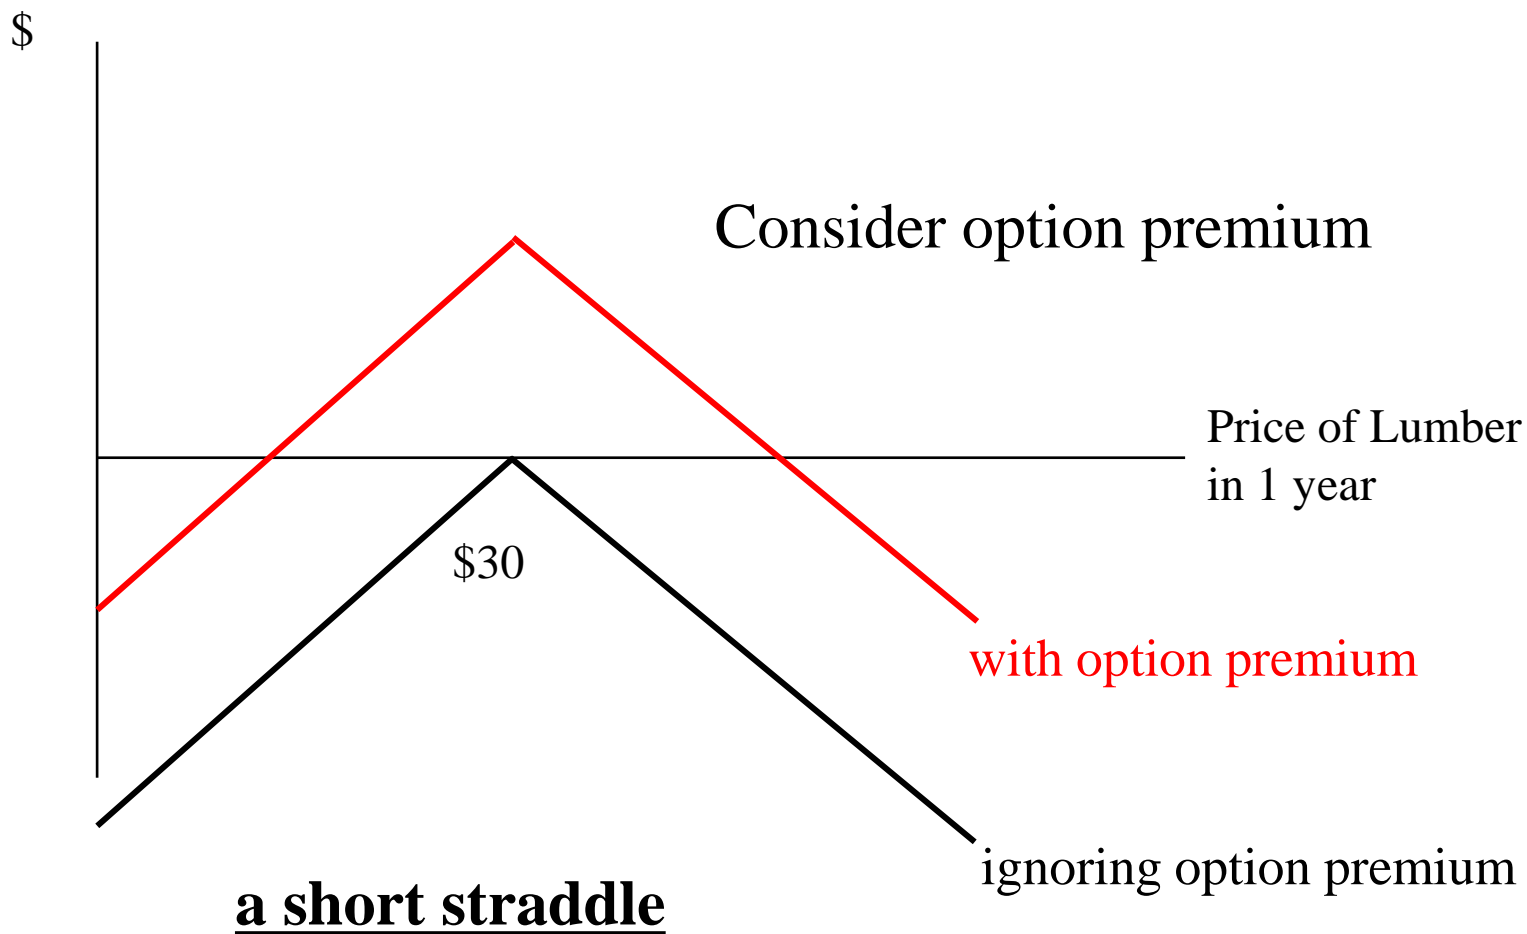 $
Consider option premium
Price of Lumber
in 1 year
$30
with option premium
ignoring option premium
a short straddle